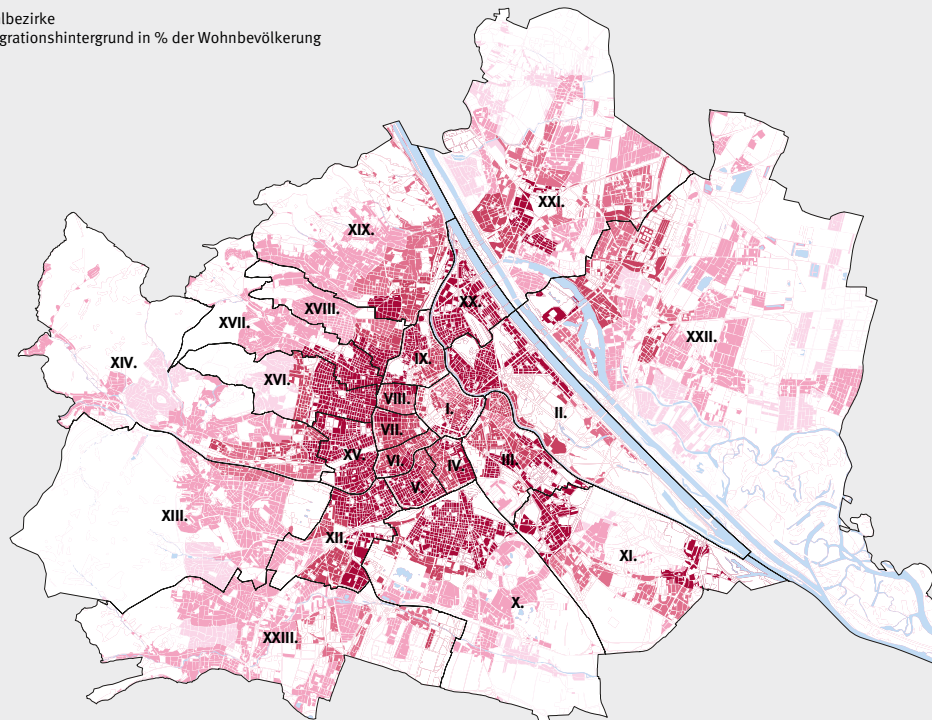 lbezirke
grationshintergrund in % der Wohnbevölkerung
XXI.
XIX.
XX.
XVIII.
XVII.
XXII.
IX.
XIV.
XVI.
VIII.
I.
II.
VII.
XV.
VI.
IV.
III.
V.
XIII.
XII.
XI.
X.
XXIII.